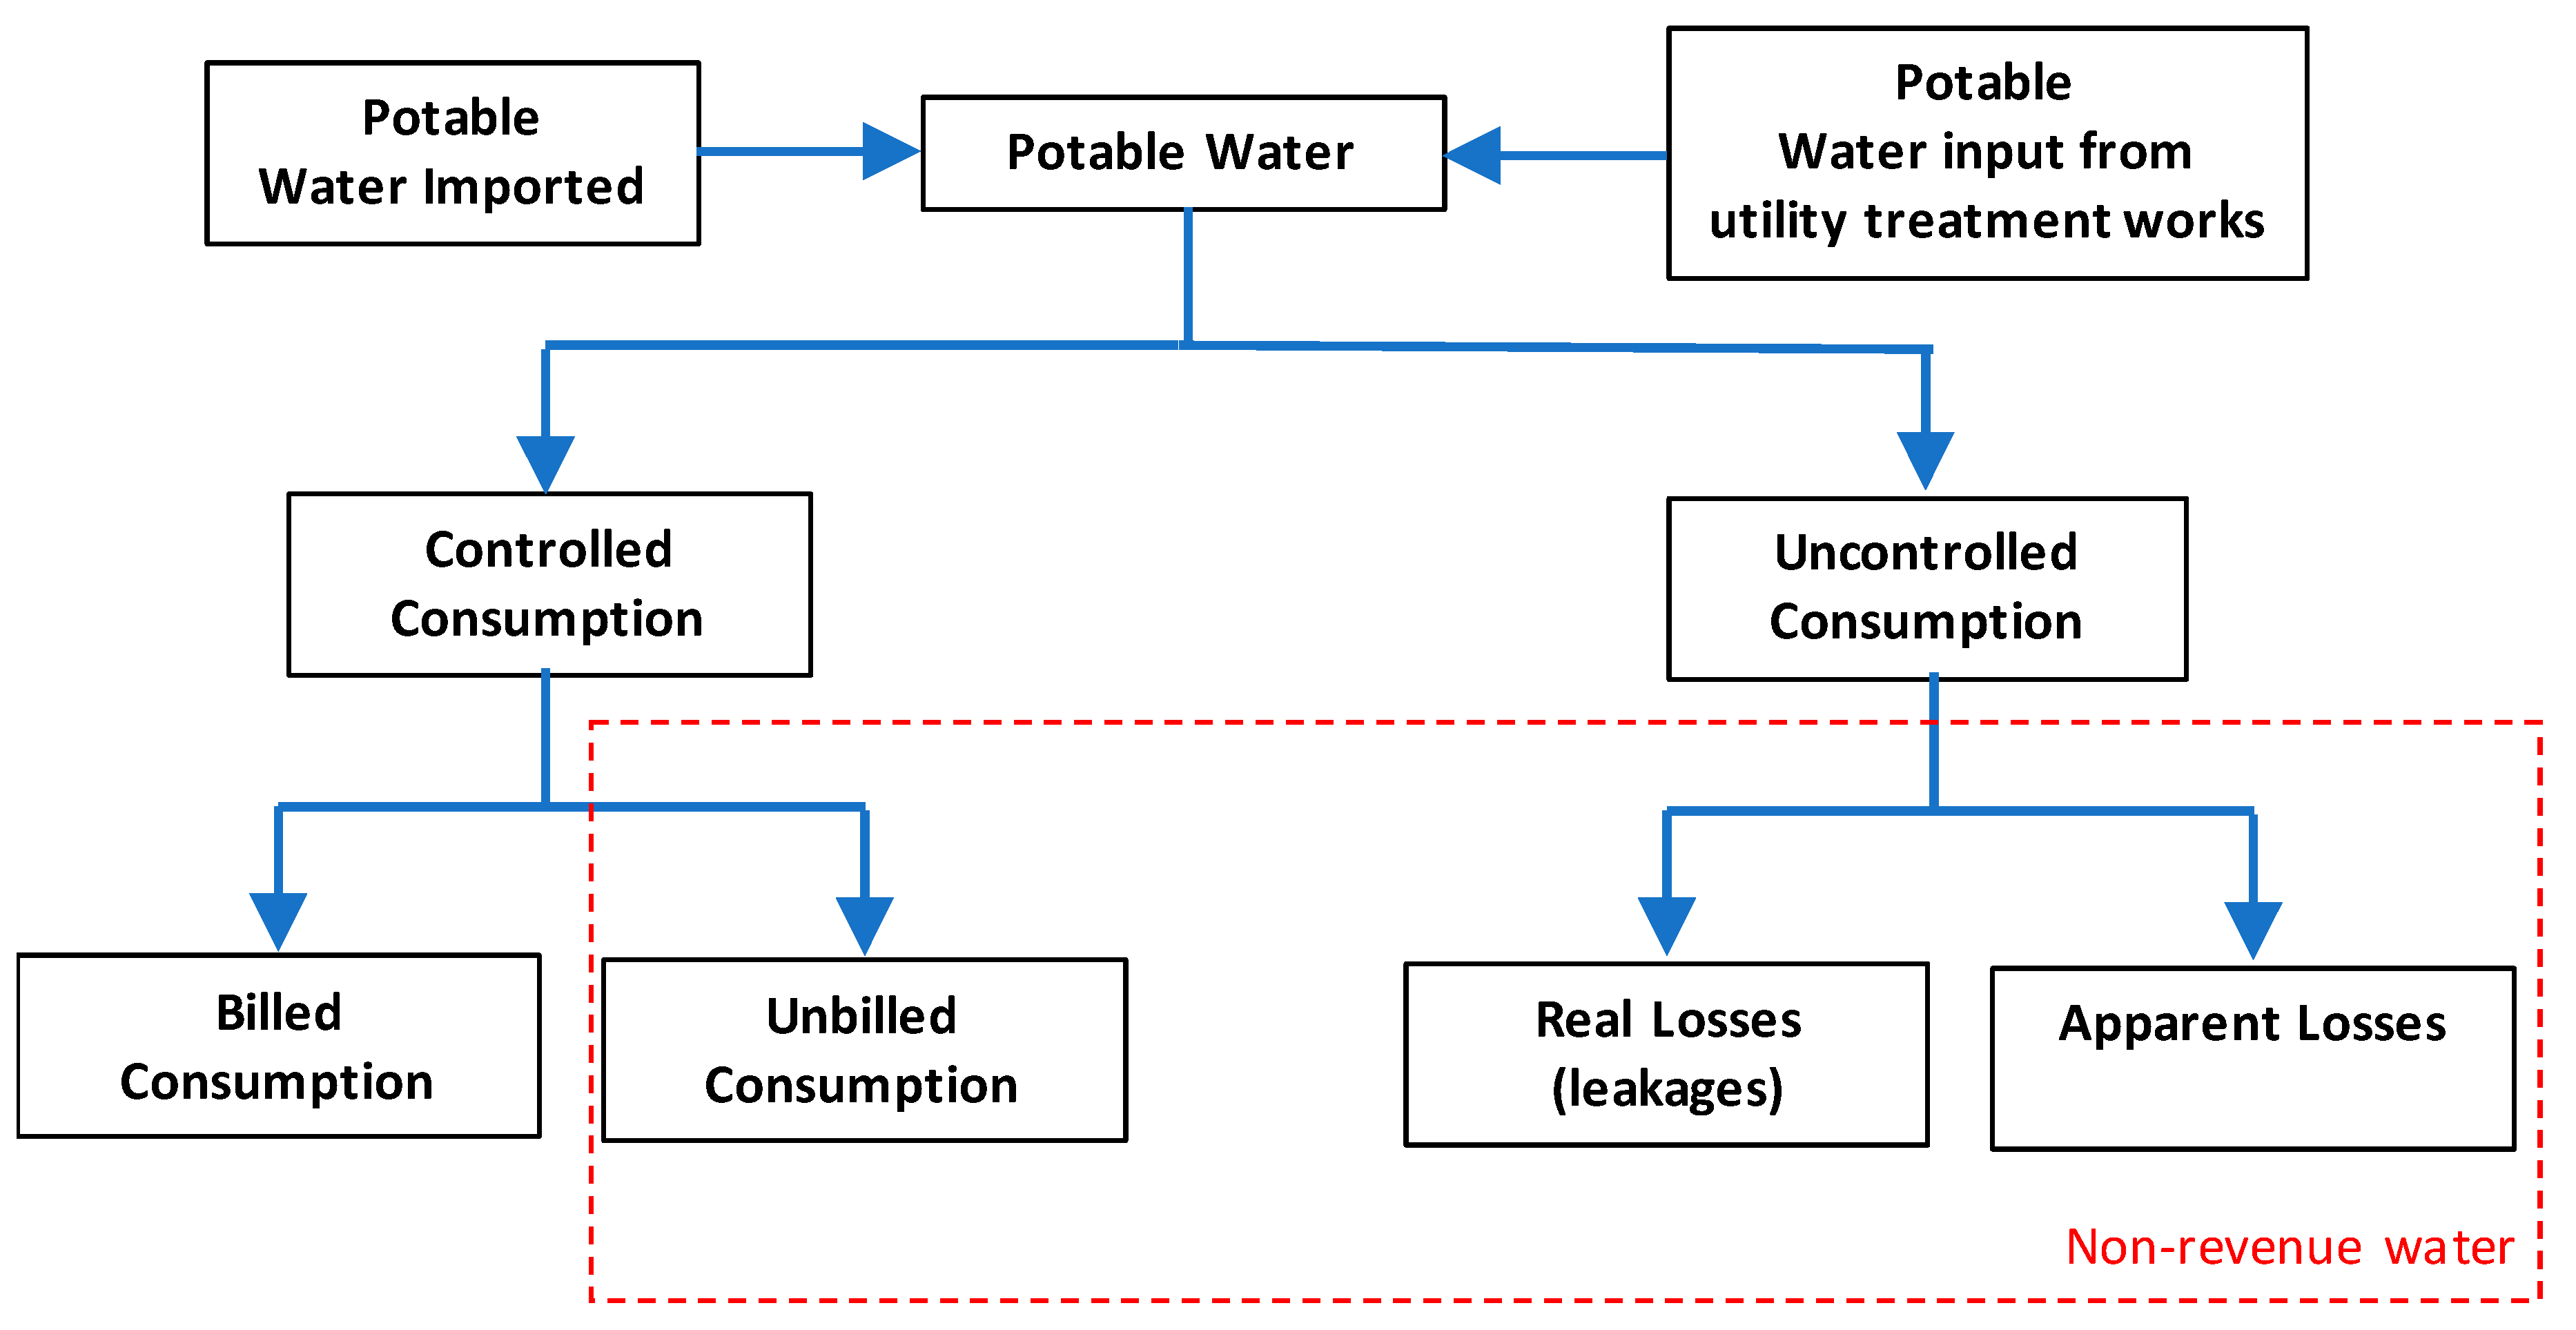 Potable
Water Imported
Potable Water
Potable
Water input from
utility treatment works
Controlled
Consumption
Uncontrolled
Consumption
Billed
Consumption
Unbilled
Consumption
Real Losses
(leakages)
Apparent Losses
Non-revenue water